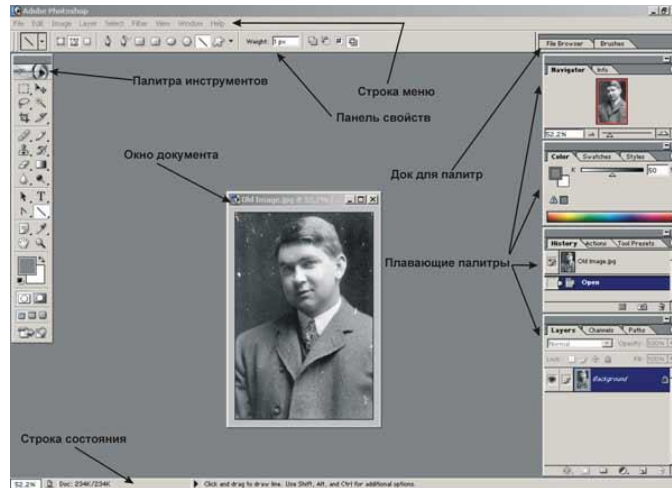 Adobe Photoshop
File Edit Image Layer Select Filter View Window Help
Weight: 1 px
File Browser Brushes
Палитра инструментов
Строка меню
Панель свойств
Окно документа
Док для палитр
Плавающие палитры
Строка состояния
Navigator Info
52.2%
Color Swatches Styles
K 50
History Actions Tool Presets
Old Image.jpg
Open
Layers Channels Paths
Normal Opacity: 100%
Lock: Fill: 100%
Background
Old Image.jpg @ 52,2%
52.2% Doc: 234K/234K Click and drag to draw line. Use Shift, Alt, and Ctrl for additional options.